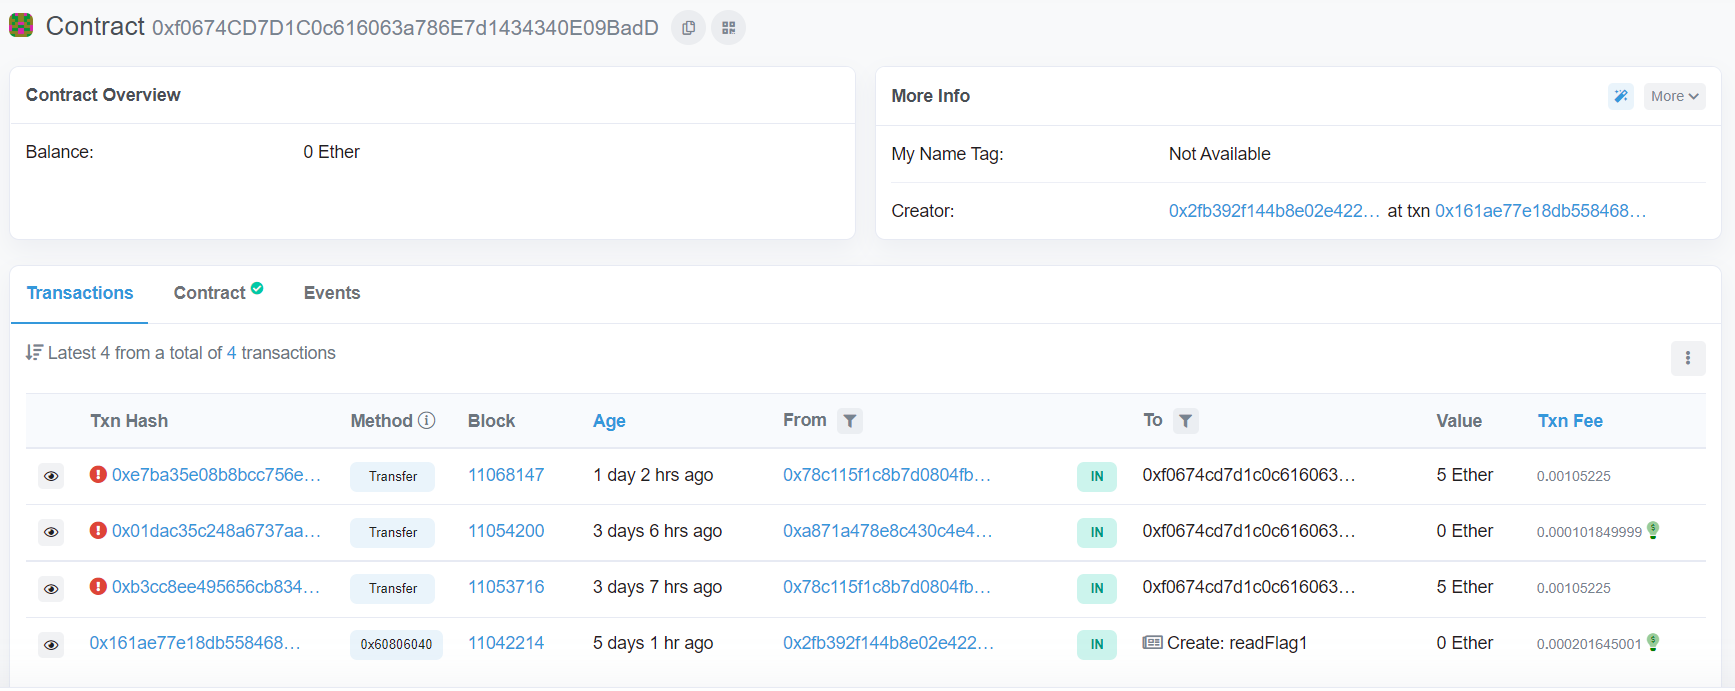 Contract 0xf0674CD7D1C0c616063a786E7d1434340E09BadD
Contract Overview
Balance: 0 Ether
More Info
More
My Name Tag: Not Available
Creator: 0x2fb392f144b8e02e422... at txn 0x161ae77e18db558468...
Transactions Contract Events
Latest 4 from a total of 4 transactions
Txn Hash Method Block Age From To Value Txn Fee
0xe7ba35e08b8bcc756e... Transfer 11068147 1 day 2 hrs ago 0x78c115f1c8b7d0804fb... IN 0xf0674cd7d1c0c616063... 5 Ether 0.00105225
0x01dac35c248a6737aa... Transfer 11054200 3 days 6 hrs ago 0xa871a478e8c430c4e4... IN 0xf0674cd7d1c0c616063... 0 Ether 0.000101849999
0xb3cc8ee495656cb834... Transfer 11053716 3 days 7 hrs ago 0x78c115f1c8b7d0804fb... IN 0xf0674cd7d1c0c616063... 5 Ether 0.00105225
0x161ae77e18db558468... 0x60806040 11042214 5 days 1 hr ago 0x2fb392f144b8e02e422... IN Create: readFlag1 0 Ether 0.000201645001